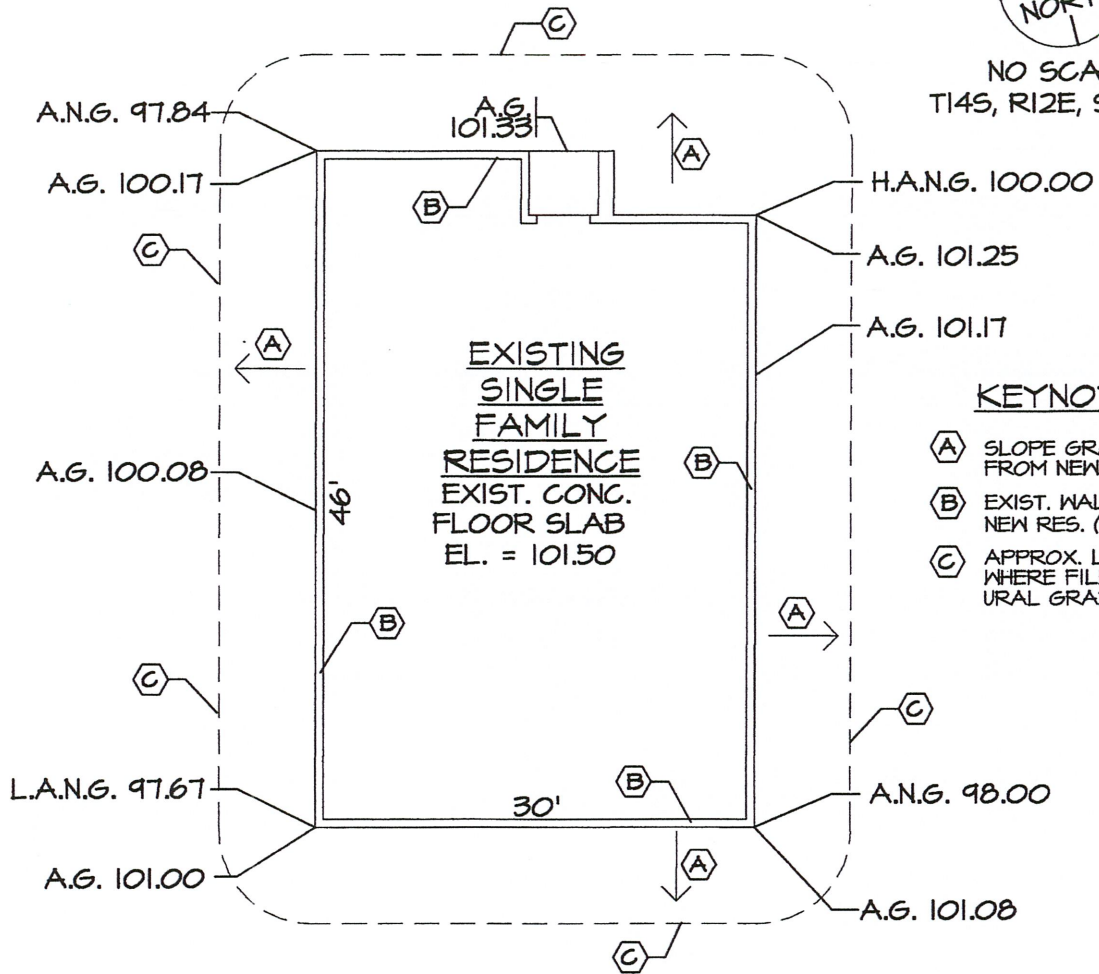 C
NO SCA
T14S, R12E, S
A.N.G. 97.84
A.G.
101.33
A
A.G. 100.17
H.A.N.G. 100.00
B
C
A.G. 101.25
A.G. 101.17
A
EXISTING
SINGLE
FAMILY
RESIDENCE
EXIST. CONC.
FLOOR SLAB
EL. = 101.50
KEYNO
A SLOPE GR
FROM NEW
B EXIST. WAL
NEW RES. (
C APPROX. L
WHERE FIL
URAL GRA
A.G. 100.08
46'
B
B
A
C
C
L.A.N.G. 97.67
30'
B
A.N.G. 98.00
A.G. 101.00
A
A.G. 101.08
C